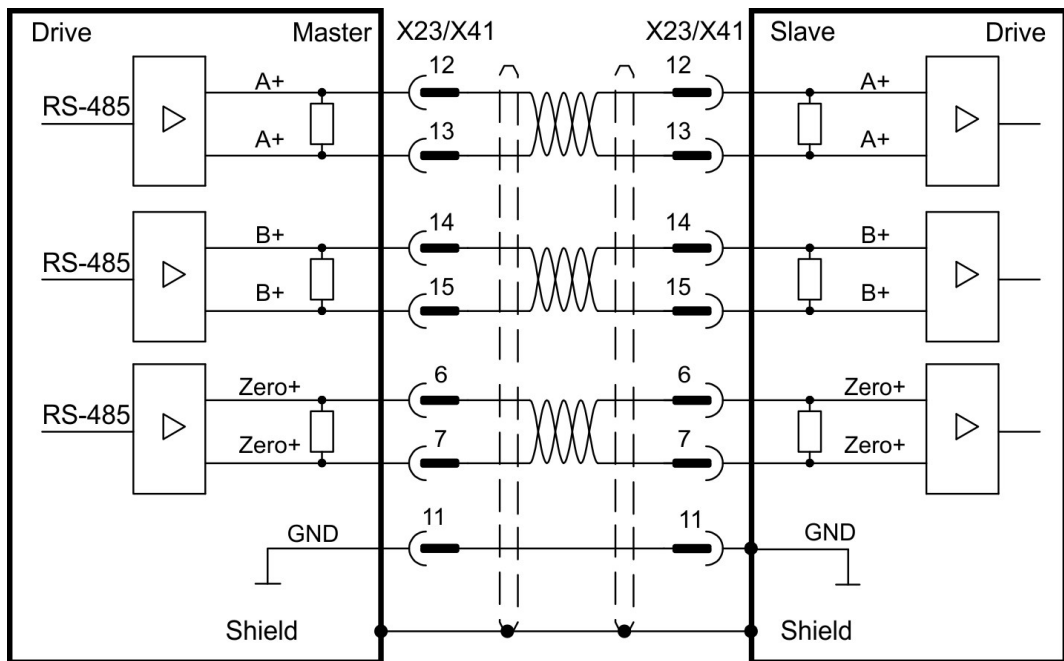 Drive Master X23/X41 X23/X41 Slave Drive
12 12
A+ A+
RS-485
13 13
A+ A+
14 14
B+ B+
RS-485
15 15
B+ B+
6 6
Zero+ Zero+
RS-485
7 7
Zero+ Zero+
11 11
GND GND
Shield Shield